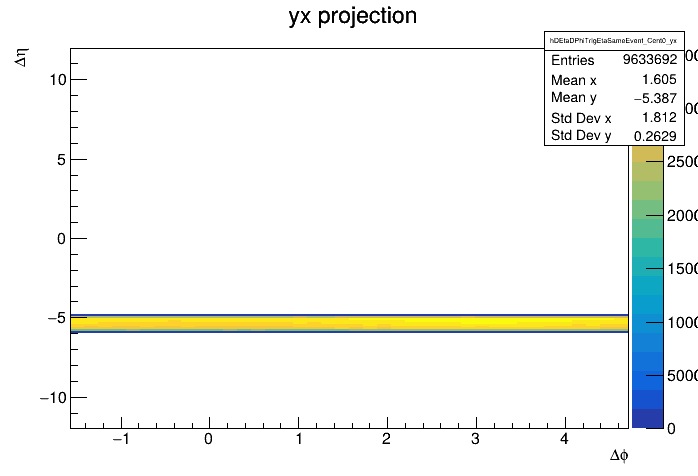 yx projection
hDEtaDPhiTrigEtaSameEvent_Cent0_yx
Entries 9633692
Mean x 1.605
Mean y −5.387
Std Dev x 1.812
Std Dev y 0.2629
Δη
10
5
0
−5
−10
−1 0 1 2 3 4
Δϕ
2500
2000
1500
1000
5000
0